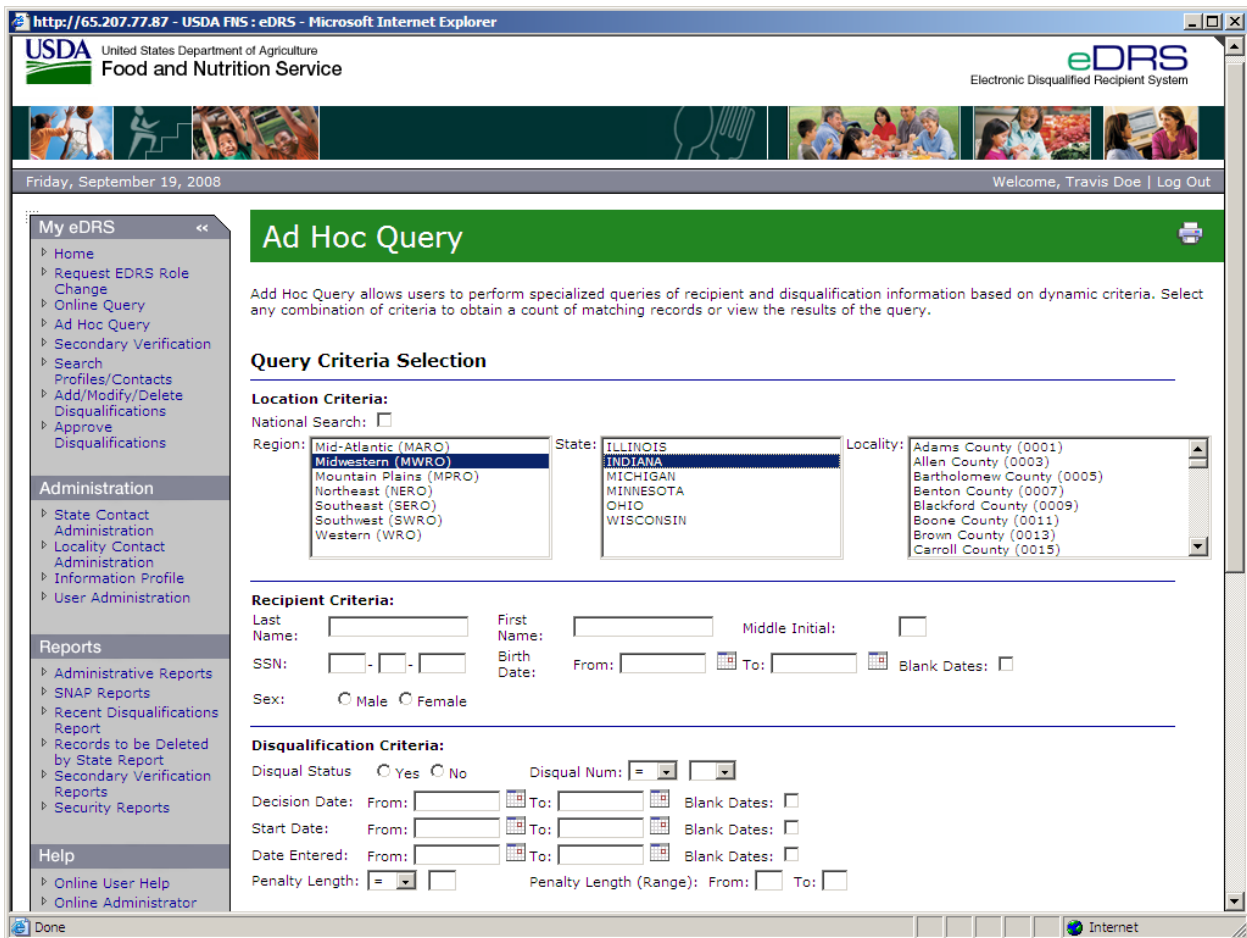 http://65.207.77.87 - USDA FNS : eDRS - Microsoft Internet Explorer
USDA United States Department of Agriculture
Food and Nutrition Service
eDRS
Electronic Disqualified Recipient System
Friday, September 19, 2008
Welcome, Travis Doe | Log Out
My eDRS <<
Home
Request EDRS Role
Change
Online Query
Ad Hoc Query
Secondary Verification
Search
Profiles/Contacts
Add/Modify/Delete
Disqualifications
Approve
Disqualifications
Administration
State Contact
Administration
Locality Contact
Administration
Information Profile
User Administration
Reports
Administrative Reports
SNAP Reports
Recent Disqualifications
Report
Records to be Deleted
by State Report
Secondary Verification
Reports
Security Reports
Help
Online User Help
Online Administrator
Ad Hoc Query
Add Hoc Query allows users to perform specialized queries of recipient and disqualification information based on dynamic criteria. Select
any combination of criteria to obtain a count of matching records or view the results of the query.
Query Criteria Selection
Location Criteria:
National Search:
Region:
Mid-Atlantic (MARO)
Midwestern (MWRO)
Mountain Plains (MPRO)
Northeast (NERO)
Southeast (SERO)
Southwest (SWRO)
Western (WRO)
State:
ILLINOIS
INDIANA
MICHIGAN
MINNESOTA
OHIO
WISCONSIN
Locality:
Adams County (0001)
Allen County (0003)
Bartholomew County (0005)
Benton County (0007)
Blackford County (0009)
Boone County (0011)
Brown County (0013)
Carroll County (0015)
Recipient Criteria:
Last
Name:
First
Name:
Middle Initial:
SSN: - -
Birth
Date:
From: To: Blank Dates:
Sex: Male Female
Disqualification Criteria:
Disqual Status Yes No Disqual Num: =
Decision Date: From: To: Blank Dates:
Start Date: From: To: Blank Dates:
Date Entered: From: To: Blank Dates:
Penalty Length: = Penalty Length (Range): From: To:
Done
Internet